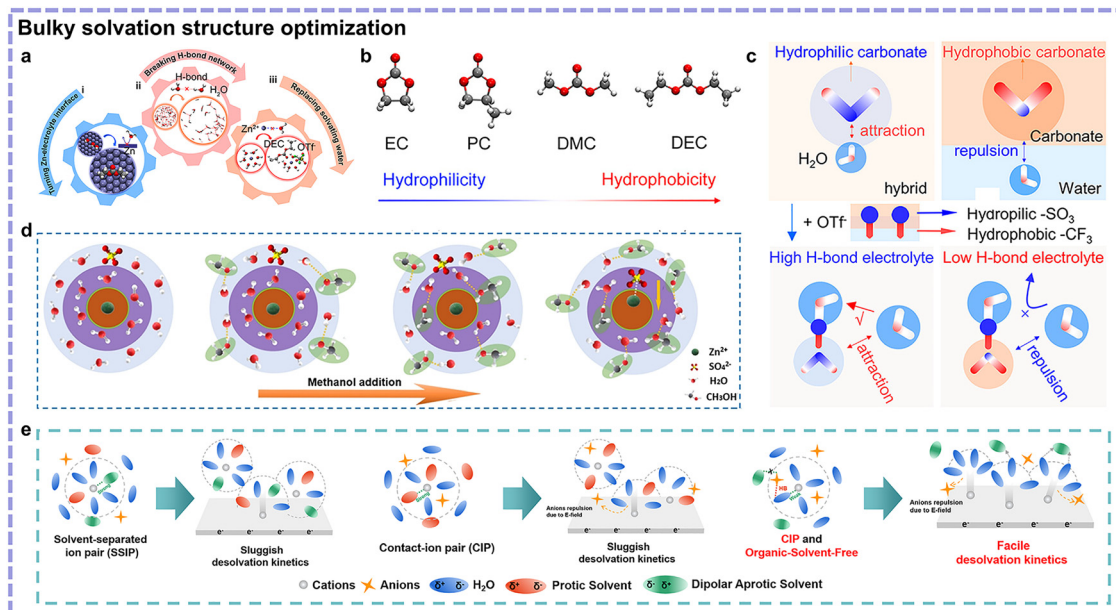 Bulky solvation structure optimization
a
i
Turning Zn-electrolyte interface
Zn
ii
Breaking H-bond network
H-bond
H₂O
iii
Replacing solvating water
Zn²⁺
DEC
OTf
b
EC
PC
DMC
DEC
Hydrophilicity
Hydrophobicity
c
Hydrophilic carbonate
attraction
H₂O
hybrid
Hydrophobic carbonate
Carbonate
repulsion
Water
+ OTf⁻
Hydropilic -SO₃
Hydrophobic -CF₃
High H-bond electrolyte
√
attraction
Low H-bond electrolyte
×
repulsion
d
Methanol addition
Zn²⁺
SO₄²⁻
H₂O
CH₃OH
e
Strong
Solvent-separated
ion pair (SSIP)
e⁻ e⁻ e⁻ e⁻
Sluggish
desolvation kinetics
Strong
Contact-ion pair (CIP)
Anions repulsion
due to E-field
e⁻ e⁻ e⁻ e⁻
Sluggish
desolvation kinetics
HB
CIP and
Organic-Solvent-Free
Anions repulsion
due to E-field
e⁻ e⁻ e⁻ e⁻
Facile
desolvation kinetics
Cations
Anions
δ⁺ δ⁻ H₂O
δ⁺ δ⁻ Protic Solvent
δ⁻ δ⁺ Dipolar Aprotic Solvent